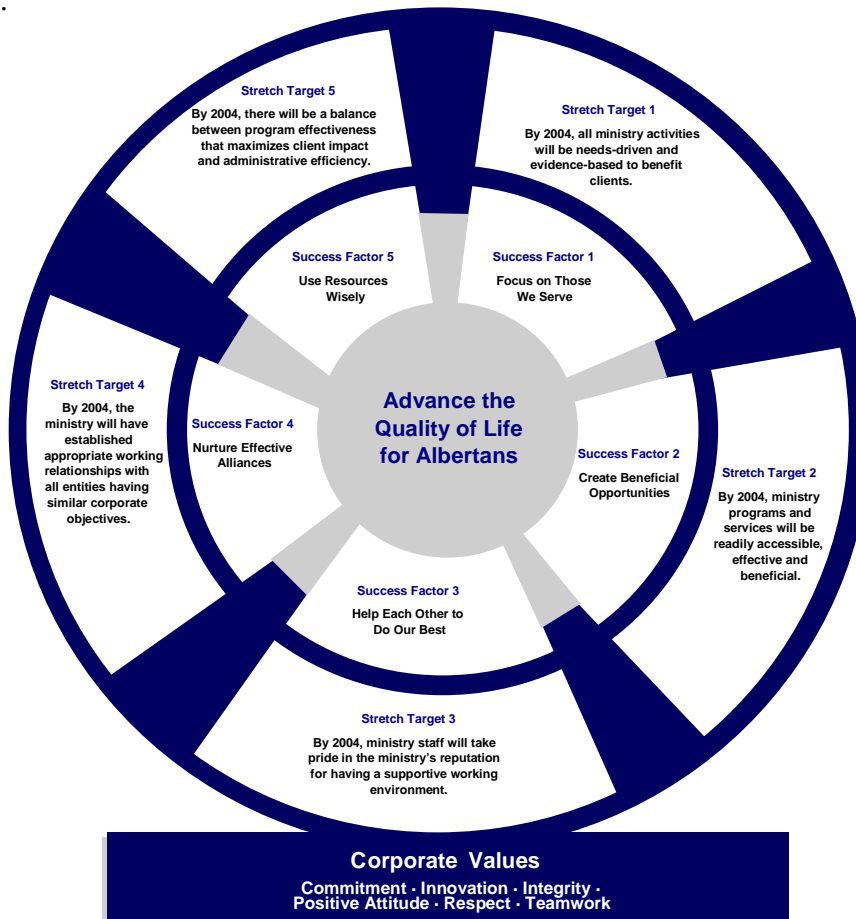 .
Stretch Target 5
By 2004, there will be a balance
between program effectiveness
that maximizes client impact
and administrative efficiency.
Stretch Target 1
By 2004, all ministry activities
will be needs-driven and
evidence-based to benefit
clients.
Success Factor 5
Use Resources
Wisely
Success Factor 1
Focus on Those
We Serve
Stretch Target 4
By 2004, the
ministry will have
established
appropriate working
relationships with
all entities having
similar corporate
objectives.
Success Factor 4
Nurture Effective
Alliances
Advance the
Quality of Life
for Albertans
Success Factor 2
Create Beneficial
Opportunities
Stretch Target 2
By 2004, ministry
programs and
services will be
readily accessible,
effective and
beneficial.
Success Factor 3
Help Each Other to
Do Our Best
Stretch Target 3
By 2004, ministry staff will take
pride in the ministry's reputation
for having a supportive working
environment.
Corporate Values
Commitment · Innovation · Integrity ·
Positive Attitude · Respect · Teamwork